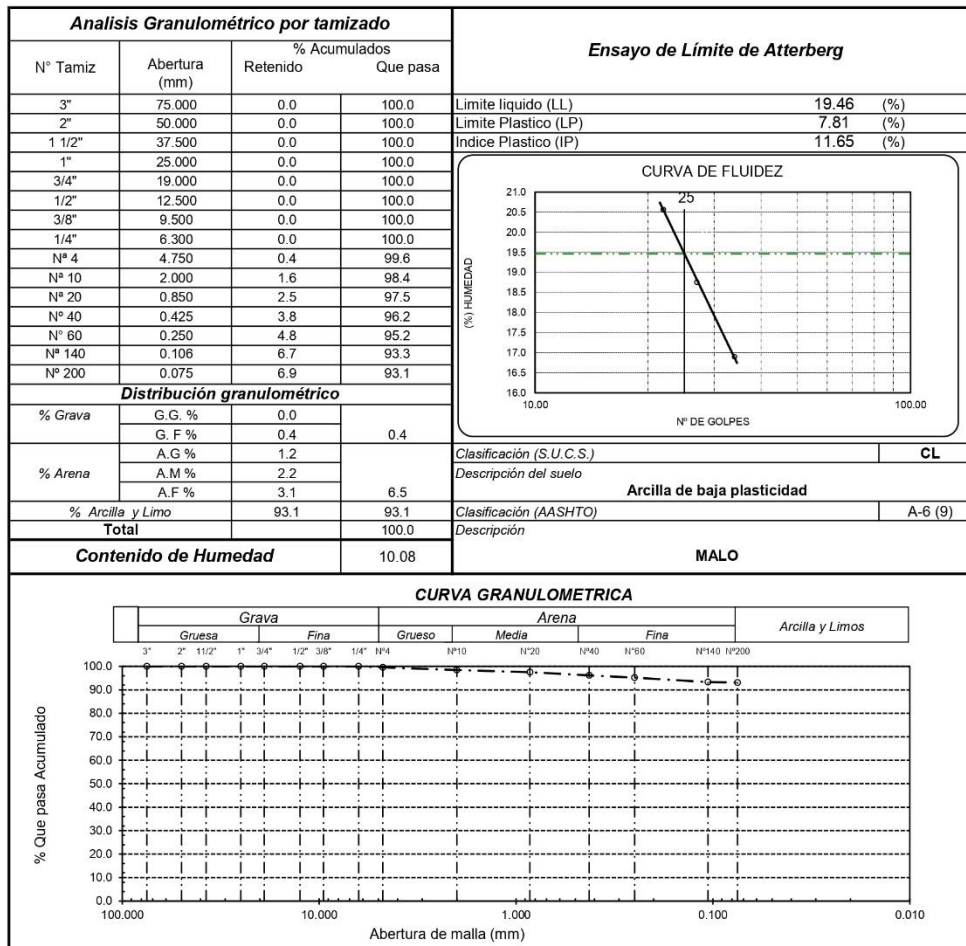 Analisis Granulométrico por tamizado
N° Tamiz Abertura (mm) % Acumulados
Retenido Que pasa
3" 75.000 0.0 100.0
2" 50.000 0.0 100.0
1 1/2" 37.500 0.0 100.0
1" 25.000 0.0 100.0
3/4" 19.000 0.0 100.0
1/2" 12.500 0.0 100.0
3/8" 9.500 0.0 100.0
1/4" 6.300 0.0 100.0
Nª 4 4.750 0.4 99.6
Nª 10 2.000 1.6 98.4
Nª 20 0.850 2.5 97.5
Nº 40 0.425 3.8 96.2
N° 60 0.250 4.8 95.2
Nª 140 0.106 6.7 93.3
Nº 200 0.075 6.9 93.1
Distribución granulométrico
% Grava G.G. % 0.0
G. F % 0.4 0.4
A.G % 1.2
% Arena A.M % 2.2
A.F % 3.1 6.5
% Arcilla y Limo 93.1 93.1
Total 100.0
Contenido de Humedad 10.08
Ensayo de Límite de Atterberg
Limite liquido (LL) 19.46 (%)
Limite Plastico (LP) 7.81 (%)
Indice Plastico (IP) 11.65 (%)
CURVA DE FLUIDEZ
25
21.0
20.5
20.0
19.5
19.0
18.5
18.0
17.5
17.0
16.5
16.0
(%) HUMEDAD
10.00 100.00
Nº DE GOLPES
Clasificación (S.U.C.S.) CL
Descripción del suelo
Arcilla de baja plasticidad
Clasificación (AASHTO) A-6 (9)
Descripción
MALO
CURVA GRANULOMETRICA
Grava Arena Arcilla y Limos
Gruesa Fina Grueso Media Fina
3" 2" 11/2" 1" 3/4" 1/2" 3/8" 1/4" Nº4 Nº10 N°20 Nº40 N°60 Nº140 Nº200
100.0
90.0
80.0
70.0
60.0
50.0
40.0
30.0
20.0
10.0
0.0
% Que pasa Acumulado
100.000 10.000 1.000 0.100 0.010
Abertura de malla (mm)